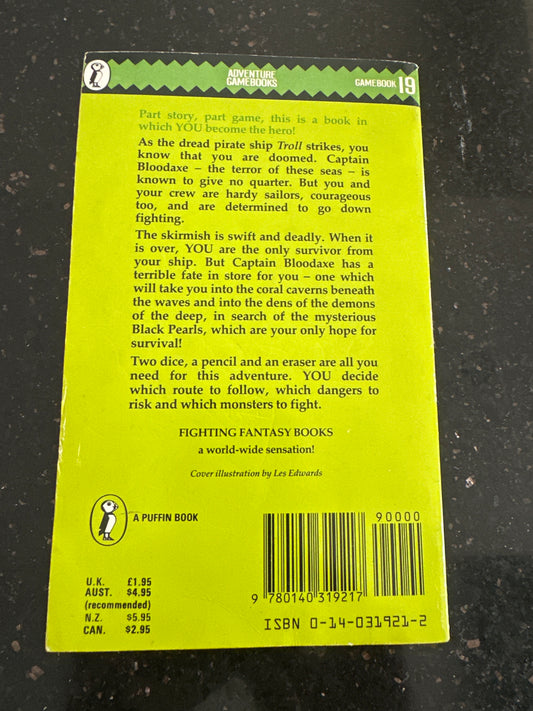 ADVENTURE
GAMEBOOKS
GAMEBOOK 19
Part story, part game, this is a book in
which YOU become the hero!
As the dread pirate ship Troll strikes, you
know that you are doomed. Captain
Bloodaxe – the terror of these seas – is
known to give no quarter. But you and
your crew are hardy sailors, courageous
too, and are determined to go down
fighting.
The skirmish is swift and deadly. When it
is over, YOU are the only survivor from
your ship. But Captain Bloodaxe has a
terrible fate in store for you – one which
will take you into the coral caverns beneath
the waves and into the dens of the demons
of the deep, in search of the mysterious
Black Pearls, which are your only hope for
survival!
Two dice, a pencil and an eraser are all you
need for this adventure. YOU decide
which route to follow, which dangers to
risk and which monsters to fight.
FIGHTING FANTASY BOOKS
a world-wide sensation!
Cover illustration by Les Edwards
A PUFFIN BOOK
U.K. £1.95
AUST. $4.95
(recommended)
N.Z. $5.95
CAN. $2.95
90000
9 780140 319217
ISBN 0-14-031921-2